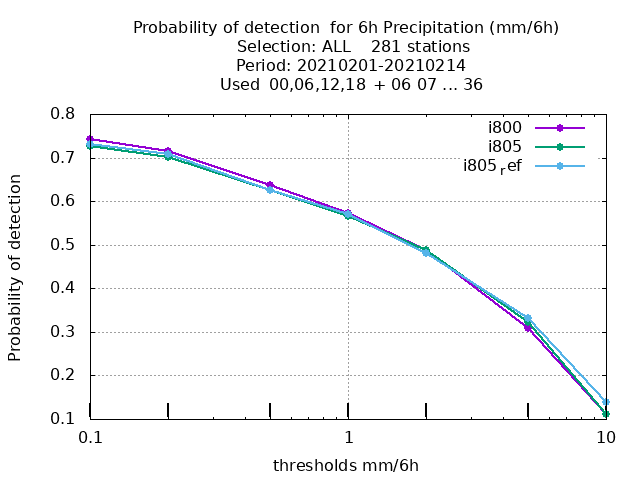 Probability of detection for 6h Precipitation (mm/6h)
Selection: ALL 281 stations
Period: 20210201-20210214
Used 00,06,12,18 + 06 07 ... 36
i800
i805
i805ref
Probability of detection
0.8
0.7
0.6
0.5
0.4
0.3
0.2
0.1
0.1 1 10
thresholds mm/6h